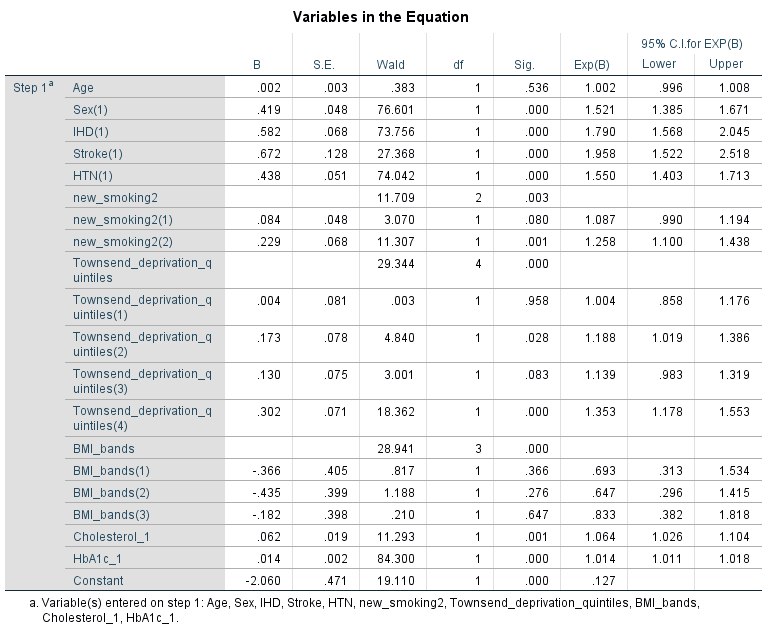 Variables in the Equation
95% C.I.for EXP(B)
B S.E. Wald df Sig. Exp(B) Lower Upper
Step 1a Age .002 .003 .383 1 .536 1.002 .996 1.008
Sex(1) .419 .048 76.601 1 .000 1.521 1.385 1.671
IHD(1) .582 .068 73.756 1 .000 1.790 1.568 2.045
Stroke(1) .672 .128 27.368 1 .000 1.958 1.522 2.518
HTN(1) .438 .051 74.042 1 .000 1.550 1.403 1.713
new_smoking2 11.709 2 .003
new_smoking2(1) .084 .048 3.070 1 .080 1.087 .990 1.194
new_smoking2(2) .229 .068 11.307 1 .001 1.258 1.100 1.438
Townsend_deprivation_q 29.344 4 .000
uintiles
Townsend_deprivation_q .004 .081 .003 1 .958 1.004 .858 1.176
uintiles(1)
Townsend_deprivation_q .173 .078 4.840 1 .028 1.188 1.019 1.386
uintiles(2)
Townsend_deprivation_q .130 .075 3.001 1 .083 1.139 .983 1.319
uintiles(3)
Townsend_deprivation_q .302 .071 18.362 1 .000 1.353 1.178 1.553
uintiles(4)
BMI_bands 28.941 3 .000
BMI_bands(1) -.366 .405 .817 1 .366 .693 .313 1.534
BMI_bands(2) -.435 .399 1.188 1 .276 .647 .296 1.415
BMI_bands(3) -.182 .398 .210 1 .647 .833 .382 1.818
Cholesterol_1 .062 .019 11.293 1 .001 1.064 1.026 1.104
HbA1c_1 .014 .002 84.300 1 .000 1.014 1.011 1.018
Constant -2.060 .471 19.110 1 .000 .127
a. Variable(s) entered on step 1: Age, Sex, IHD, Stroke, HTN, new_smoking2, Townsend_deprivation_quintiles, BMI_bands,
Cholesterol_1, HbA1c_1.